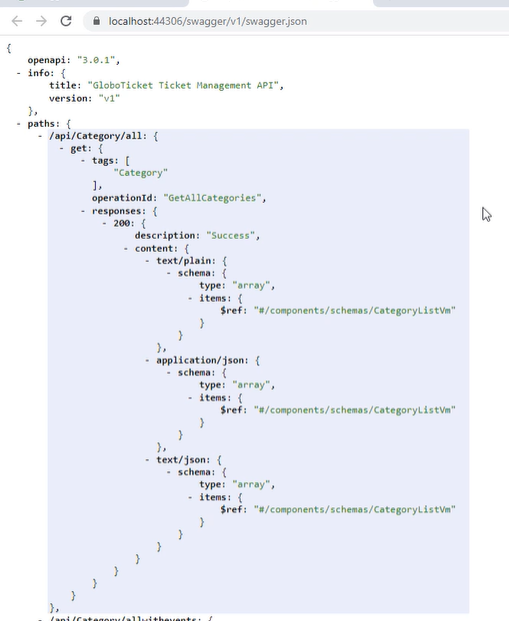 localhost:44306/swagger/v1/swagger.json
{
openapi: "3.0.1",
- info: {
title: "GloboTicket Ticket Management API",
version: "v1"
},
- paths: {
- /api/Category/all: {
- get: {
- tags: [
"Category"
],
operationId: "GetAllCategories",
- responses: {
- 200: {
description: "Success",
- content: {
- text/plain: {
- schema: {
type: "array",
- items: {
$ref: "#/components/schemas/CategoryListVm"
}
}
},
- application/json: {
- schema: {
type: "array",
- items: {
$ref: "#/components/schemas/CategoryListVm"
}
}
},
- text/json: {
- schema: {
type: "array",
- items: {
$ref: "#/components/schemas/CategoryListVm"
}
}
}
}
}
}
}
},
- /api/Category/allwithevents: {